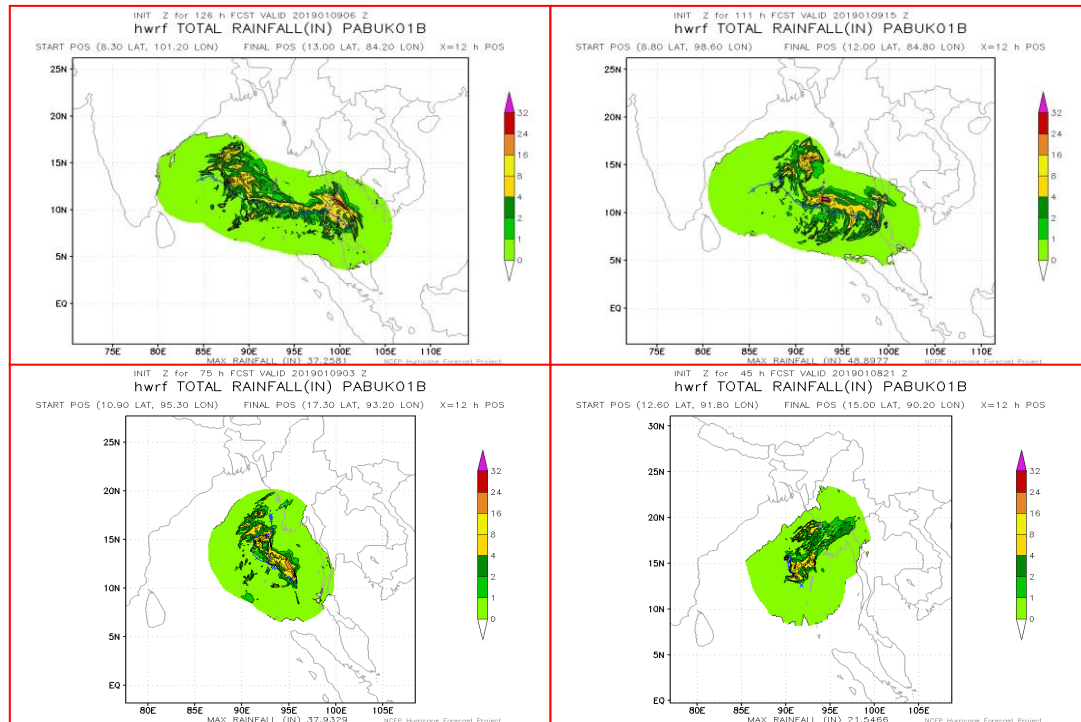 INIT Z for 126 h FCST VALID 2019010906 Z
hwrf TOTAL RAINFALL(IN) PABUK01B
START POS (8.30 LAT, 101.20 LON) FINAL POS (13.00 LAT, 84.20 LON) X=12 h POS
25N
20N
15N
10N
5N
EQ
75E 80E 85E 90E 95E 100E 105E 110E
32
24
16
8
4
2
1
0
MAX RAINFALL (IN) 37.2581
NCEP Hurricane Forecast Project
INIT Z for 111 h FCST VALID 2019010915 Z
hwrf TOTAL RAINFALL(IN) PABUK01B
START POS (8.80 LAT, 98.60 LON) FINAL POS (12.00 LAT, 84.80 LON) X=12 h POS
25N
20N
15N
10N
5N
EQ
75E 80E 85E 90E 95E 100E 105E 110E
32
24
16
8
4
2
1
0
MAX RAINFALL (IN) 48.8977
NCEP Hurricane Forecast Project
INIT Z for 75 h FCST VALID 2019010903 Z
hwrf TOTAL RAINFALL(IN) PABUK01B
START POS (10.90 LAT, 95.30 LON) FINAL POS (17.30 LAT, 93.20 LON) X=12 h POS
25N
20N
15N
10N
5N
EQ
80E 85E 90E 95E 100E 105E
32
24
16
8
4
2
1
0
MAX RAINFALL (IN) 37.9329
NCEP Hurricane Forecast Project
INIT Z for 45 h FCST VALID 2019010821 Z
hwrf TOTAL RAINFALL(IN) PABUK01B
START POS (12.60 LAT, 91.80 LON) FINAL POS (15.00 LAT, 90.20 LON) X=12 h POS
30N
25N
20N
15N
10N
5N
EQ
80E 85E 90E 95E 100E 105E
32
24
16
8
4
2
1
0
MAX RAINFALL (IN) 21.5466
NCEP Hurricane Forecast Project